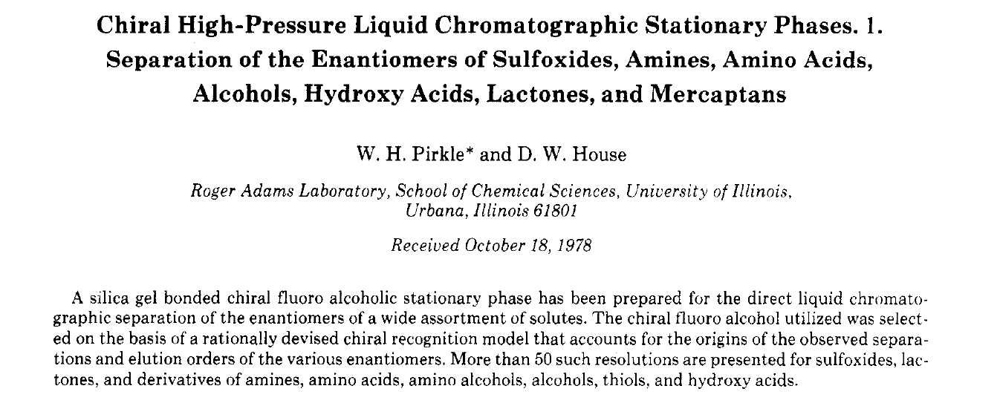 Chiral High-Pressure Liquid Chromatographic Stationary Phases. 1.
Separation of the Enantiomers of Sulfoxides, Amines, Amino Acids,
Alcohols, Hydroxy Acids, Lactones, and Mercaptans
W. H. Pirkle* and D. W. House
Roger Adams Laboratory, School of Chemical Sciences, University of Illinois,
Urbana, Illinois 61801
Received October 18, 1978
A silica gel bonded chiral fluoro alcoholic stationary phase has been prepared for the direct liquid chromato-
graphic separation of the enantiomers of a wide assortment of solutes. The chiral fluoro alcohol utilized was select-
ed on the basis of a rationally devised chiral recognition model that accounts for the origins of the observed separa-
tions and elution orders of the various enantiomers. More than 50 such resolutions are presented for sulfoxides, lac-
tones, and derivatives of amines, amino acids, amino alcohols, alcohols, thiols, and hydroxy acids.